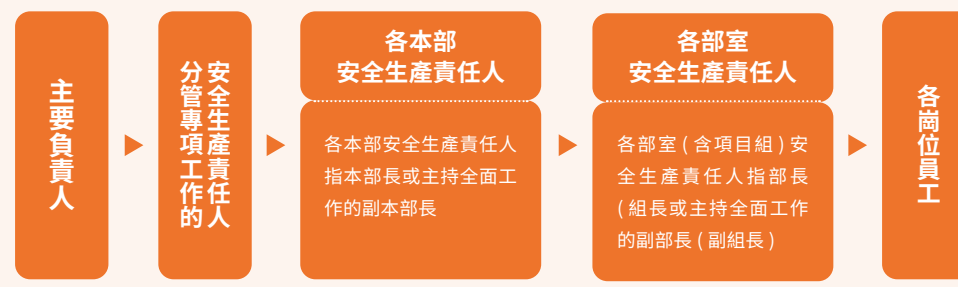 主要負責人
分管專項工作的
安全生產責任人
各本部
安全生產責任人
各本部安全生產責任人
指本部長或主持全面工
作的副本部長
各部室
安全生產責任人
各部室 ( 含項目組 ) 安
全生產責任人指部長
( 組長或主持全面工作
的副部長 ( 副組長 )
各崗位員工